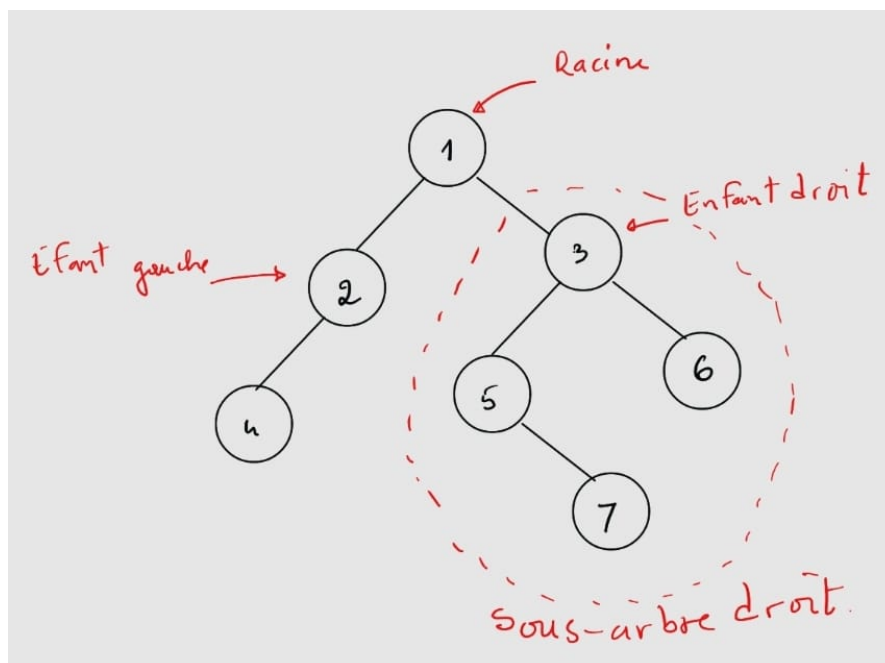 Racine
1
Enfant droit
3
Efant gauche
2
6
5
4
7
Sous-arbre droit.